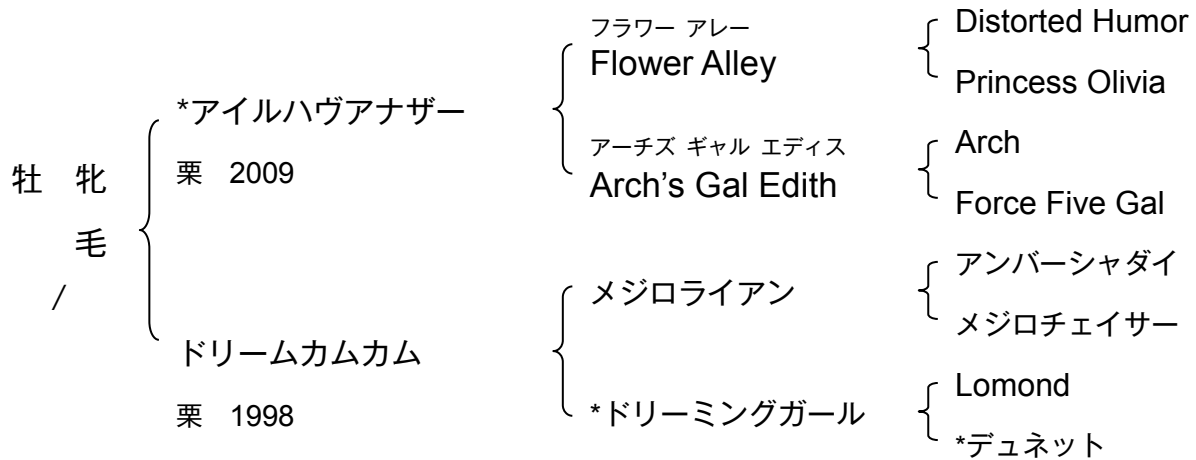 牡 牝
毛
/
*アイルハヴアナザー
栗 2009
ドリームカムカム
栗 1998
フラワー アレー
Flower Alley
アーチズ ギャル エディス
Arch's Gal Edith
メジロライアン
*ドリーミングガール
Distorted Humor
Princess Olivia
Arch
Force Five Gal
アンバーシャダイ
メジロチェイサー
Lomond
*デュネット